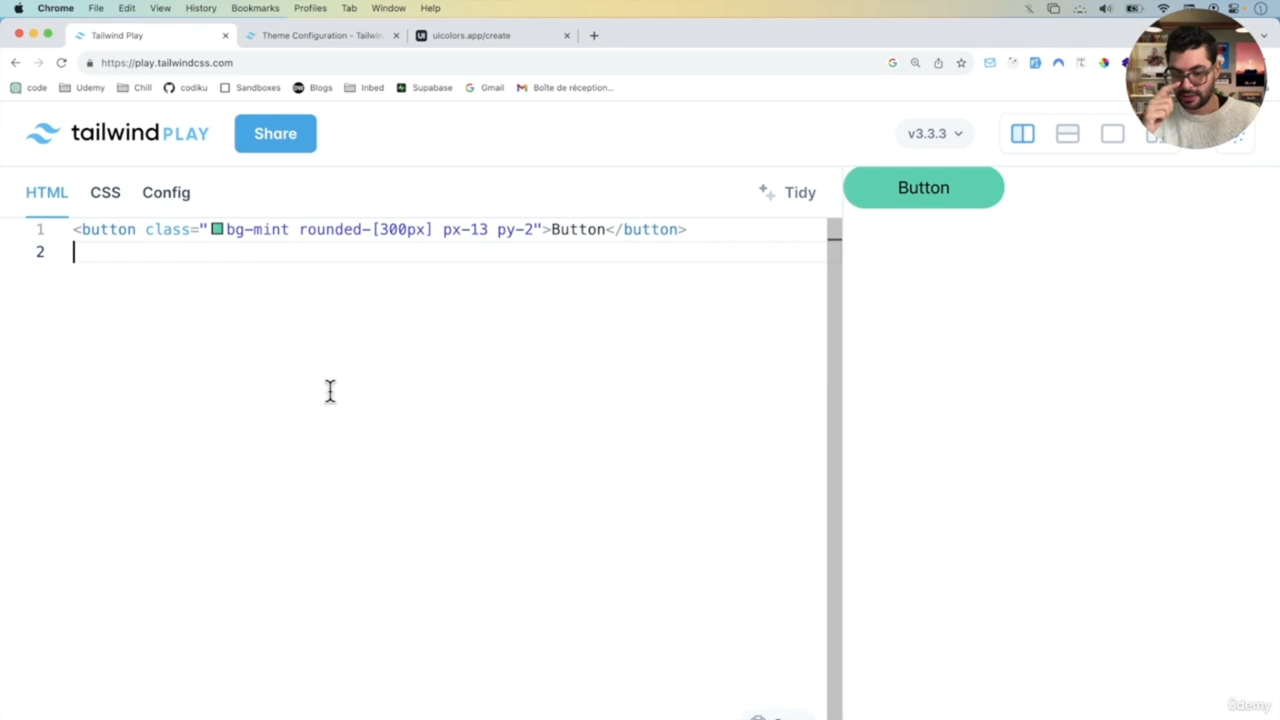 Chrome File Edit View History Bookmarks Profiles Tab Window Help
Tailwind Play Theme Configuration - Tailwin uicolors.app/create
https://play.tailwindcss.com
code Udemy Chill codiku Sandboxes Blogs Inbed Supabase Gmail Boîte de réception...
tailwind PLAY Share v3.3.3
HTML CSS Config Tidy
Button
1 <button class="bg-mint rounded-[300px] px-13 py-2">Button</button>
2
ûdemy